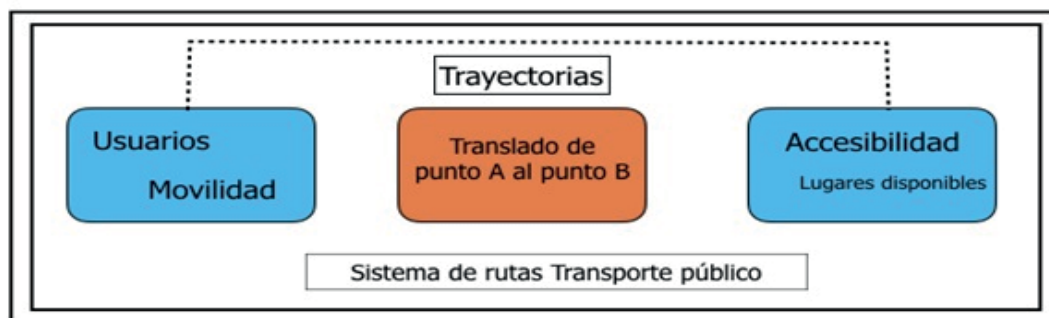 Trayectorias
Usuarios
Movilidad
Translado de
punto A al punto B
Accesibilidad
Lugares disponibles
Sistema de rutas Transporte público